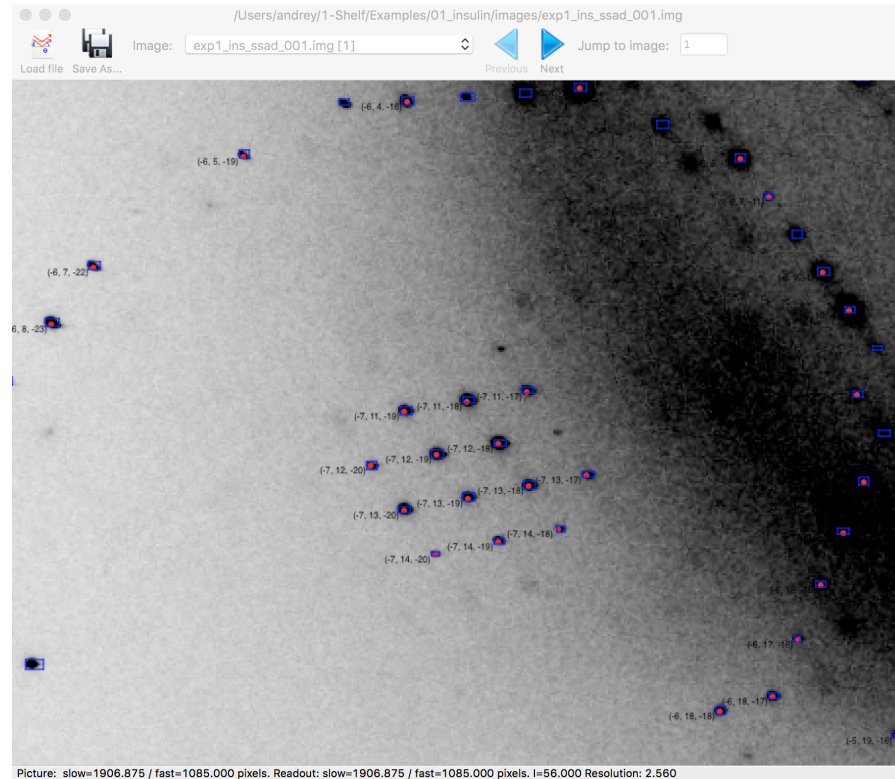 /Users/andrey/1-Shelf/Examples/01_insulin/images/exp1_ins_ssad_001.img
Image: exp1_ins_ssad_001.img [1] Jump to image: 1
Load file Save As... Previous Next
(-6, 4, -16)
(-6, 5, -19)
(-6, 7, -11)
(-6, 7, -22)
6, 8, -23)
(-7, 11, -19) (-7, 11, -18) (-7, 11, -17)
(-7, 12, -20) (-7, 12, -19) (-7, 12, -18)
(-7, 13, -20) (-7, 13, -19) (-7, 13, -18) (-7, 13, -17)
(-7, 14, -20) (-7, 14, -19) (-7, 14, -18)
(-6, 17, -16)
(-6, 18, -18) (-6, 18, -17)
(-5, 19, -16)
Picture: slow=1906.875 / fast=1085.000 pixels. Readout: slow=1906.875 / fast=1085.000 pixels. I=56.000 Resolution: 2.560